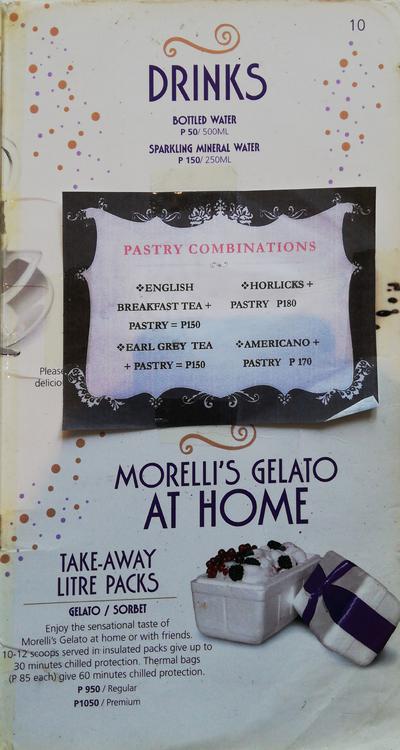 10
DRINKS
BOTTLED WATER
P 50/ 500ML
SPARKLING MINERAL WATER
P 150/ 250ML
PASTRY COMBINATIONS
❖ENGLISH
BREAKFAST TEA +
PASTRY = P150
❖HORLICKS +
PASTRY P180
❖EARL GREY TEA
+ PASTRY = P150
❖AMERICANO +
PASTRY P 170
Pleas
delicio
MORELLI'S GELATO
AT HOME
TAKE-AWAY
LITRE PACKS
GELATO / SORBET
Enjoy the sensational taste of
Morelli's Gelato at home or with friends.
10-12 scoops served in insulated packs give up to
30 minutes chilled protection. Thermal bags
(P 85 each) give 60 minutes chilled protection.
P 950 / Regular
P1050 / Premium